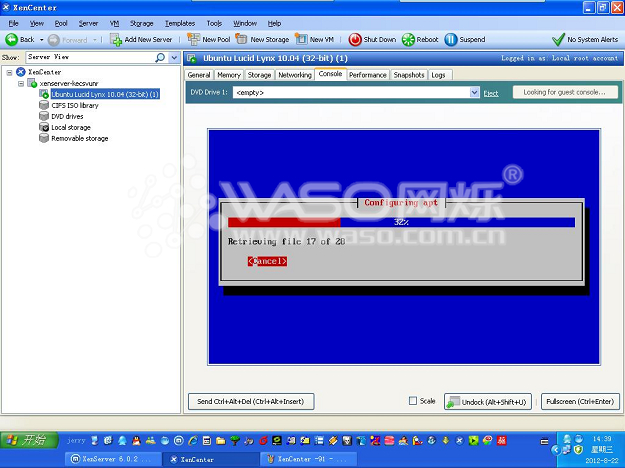 XenCenter
File View Pool Server VM Storage Templates Tools Window Help
Back Forward Add New Server New Pool New Storage New VM Shut Down Reboot Suspend No System Alerts
Show: Server View
XenCenter
xenserver-kecsvunr
Ubuntu Lucid Lynx 10.04 (32-bit) (1)
CIFS ISO library
DVD drives
Local storage
Removable storage
Ubuntu Lucid Lynx 10.04 (32-bit) (1) Logged in as: Local root account
General Memory Storage Networking Console Performance Snapshots Logs
DVD Drive 1: <empty> Eject Looking for guest console...
WASO网烁®
www.waso.com.cn
Configuring apt
32%
Retrieving file 17 of 28
<Cancel>
Send Ctrl+Alt+Del (Ctrl+Alt+Insert) Scale Undock (Alt+Shift+U) Fullscreen (Ctrl+Enter)
开始 jerry 14:39
星期三
2012-8-22
XenServer 6.0.2 ... XenCenter XenCenter -91 - ...